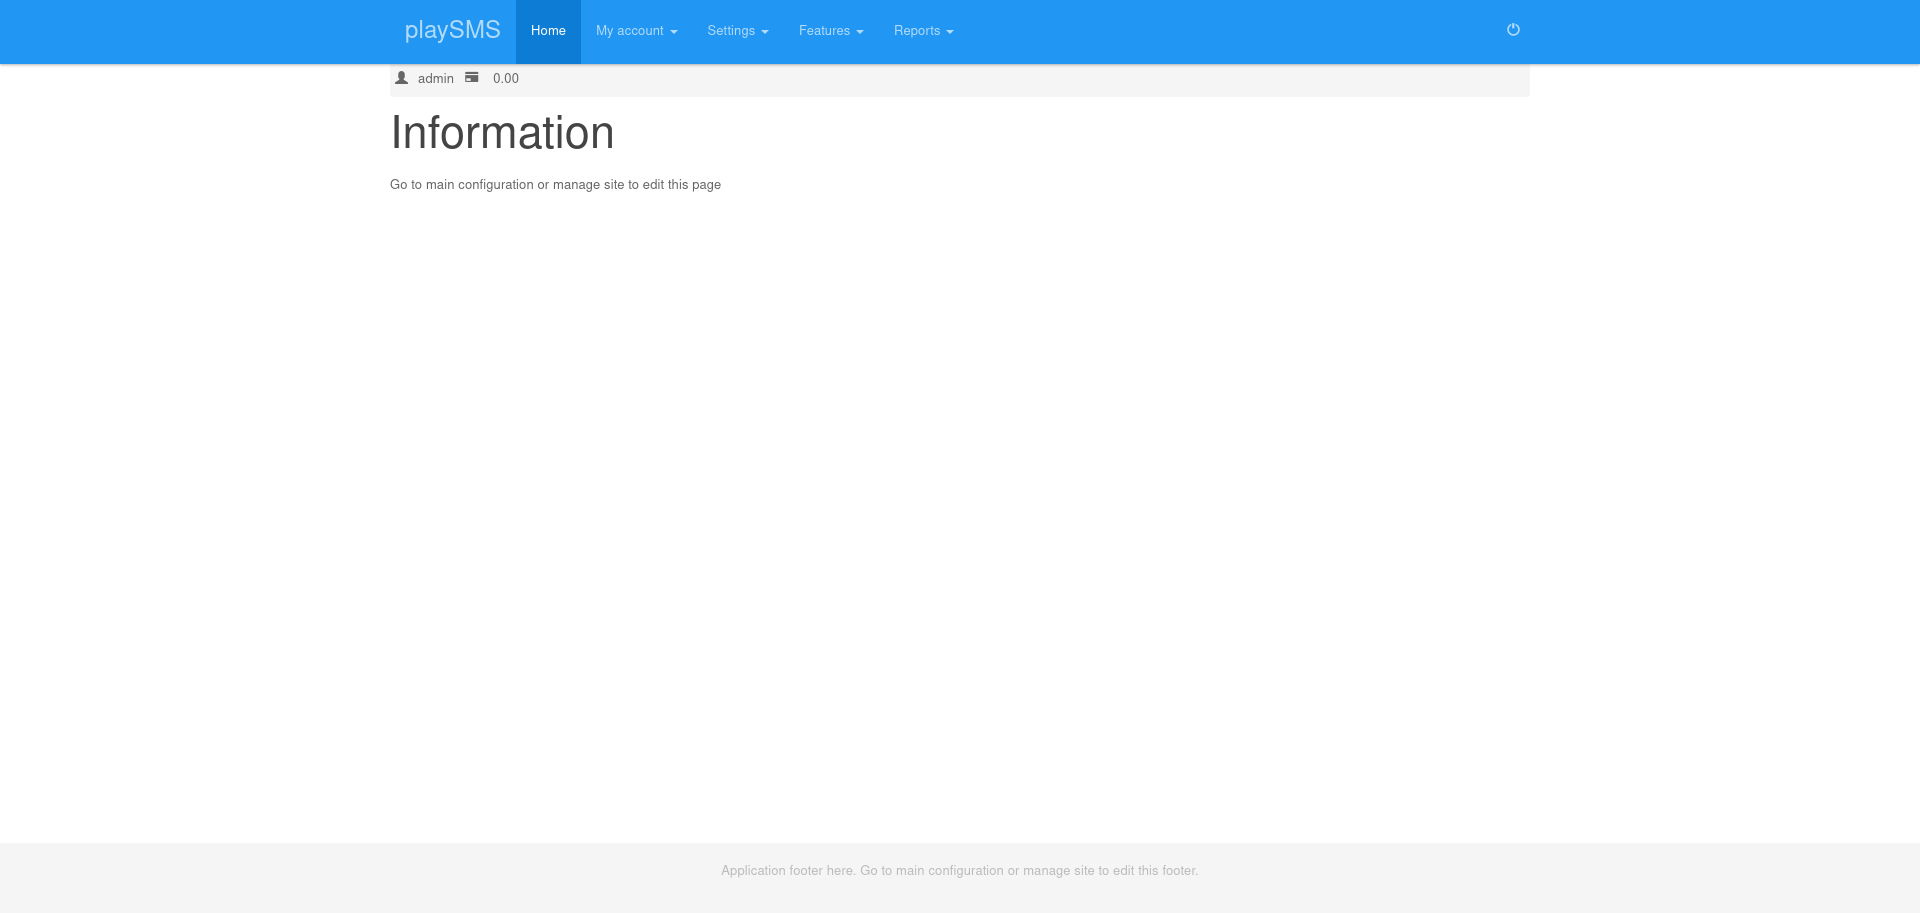 playSMS Home My account Settings Features Reports
admin 0.00
Information
Go to main configuration or manage site to edit this page
Application footer here. Go to main configuration or manage site to edit this footer.